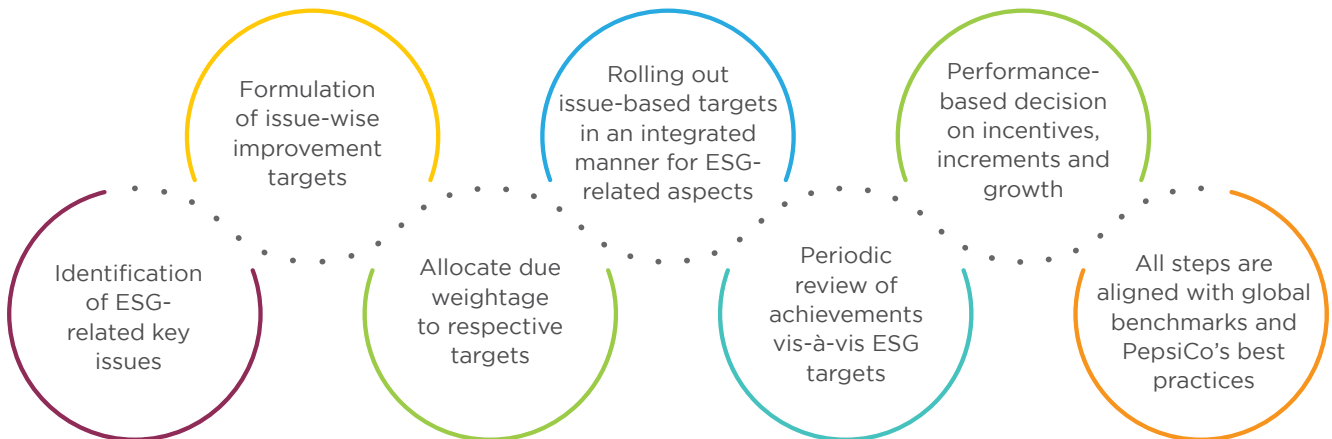 Identification
of ESG-
related key
issues
Formulation
of issue-wise
improvement
targets
Allocate due
weightage
to respective
targets
Rolling out
issue-based targets
in an integrated
manner for ESG-
related aspects
Periodic
review of
achievements
vis-à-vis ESG
targets
Performance-
based decision
on incentives,
increments and
growth
All steps are
aligned with global
benchmarks and
PepsiCo’s best
practices